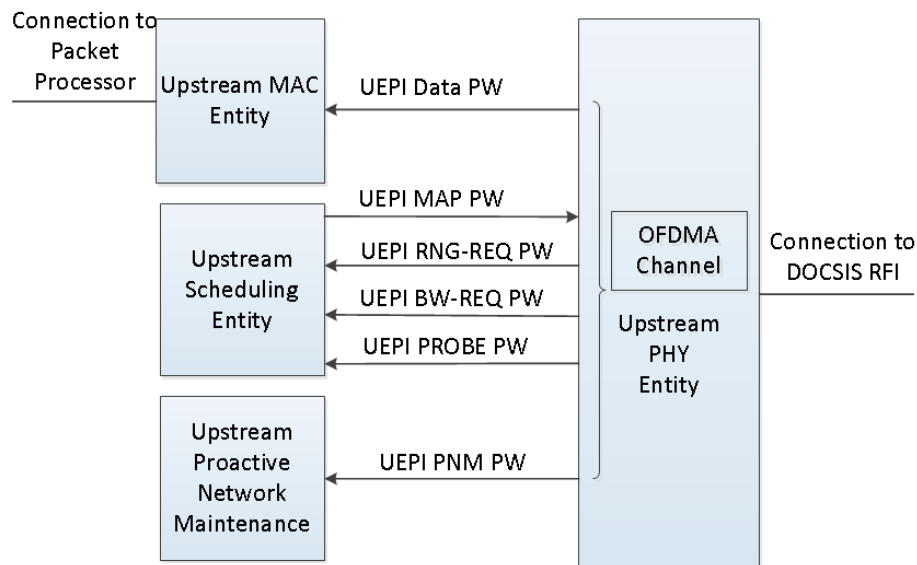 Connection to
Packet
Processor
Upstream MAC
Entity
UEPI Data PW
UEPI MAP PW
UEPI RNG-REQ PW
UEPI BW-REQ PW
UEPI PROBE PW
Upstream
Scheduling
Entity
OFDMA
Channel
Upstream
PHY
Entity
Connection to
DOCSIS RFI
Upstream
Proactive
Network
Maintenance
UEPI PNM PW